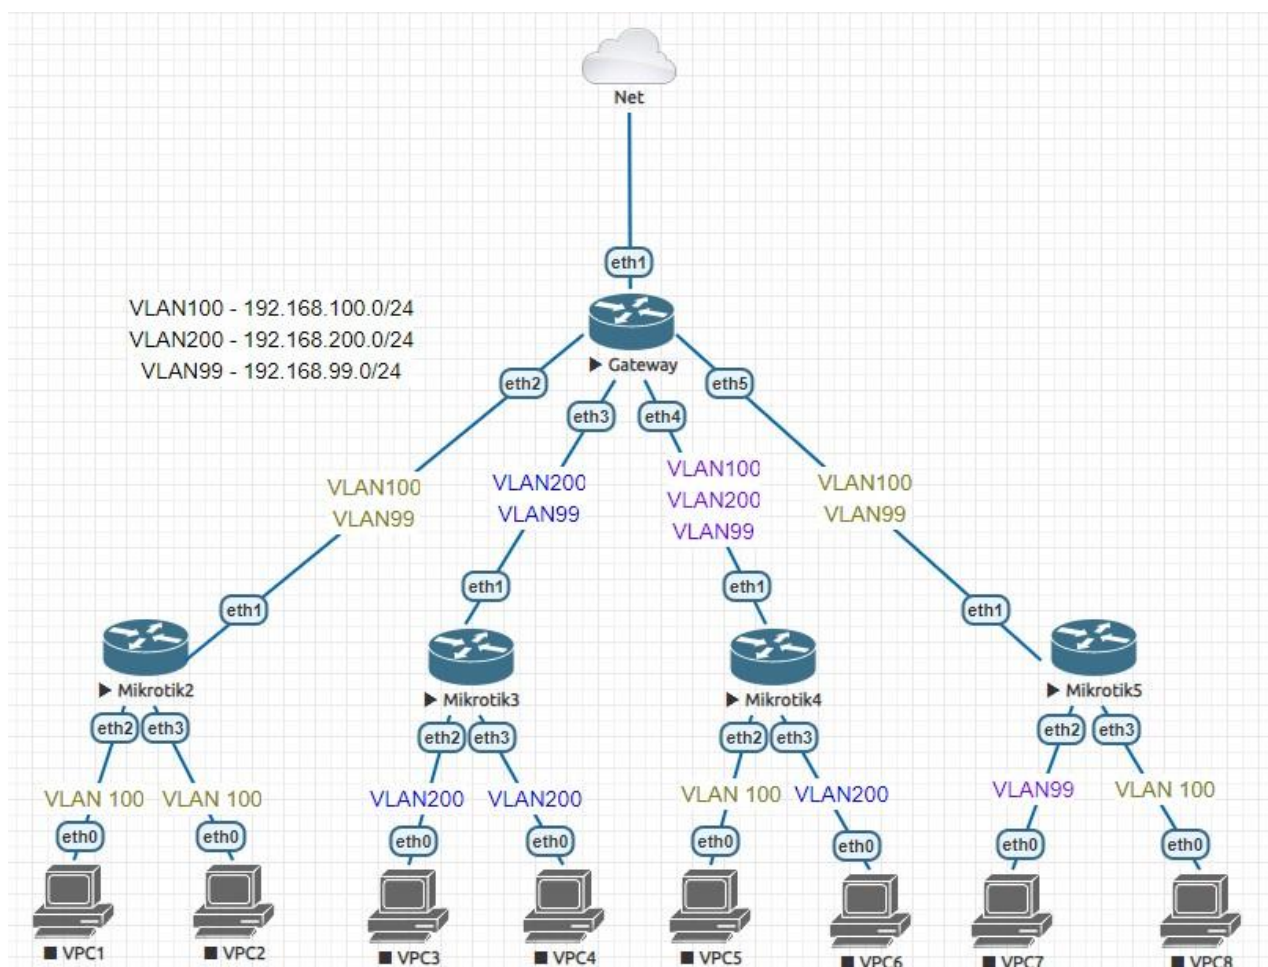 Net
eth1
VLAN100 - 192.168.100.0/24
VLAN200 - 192.168.200.0/24
VLAN99 - 192.168.99.0/24
Gateway
eth2
eth3
eth4
eth5
VLAN100
VLAN99
VLAN200
VLAN99
VLAN100
VLAN200
VLAN99
VLAN100
VLAN99
eth1
eth1
eth1
eth1
Mikrotik2
Mikrotik3
Mikrotik4
Mikrotik5
eth2
eth3
eth2
eth3
eth2
eth3
eth2
eth3
VLAN 100
VLAN 100
VLAN200
VLAN200
VLAN 100
VLAN200
VLAN99
VLAN 100
eth0
eth0
eth0
eth0
eth0
eth0
eth0
eth0
VPC1
VPC2
VPC3
VPC4
VPC5
VPC6
VPC7
VPC8